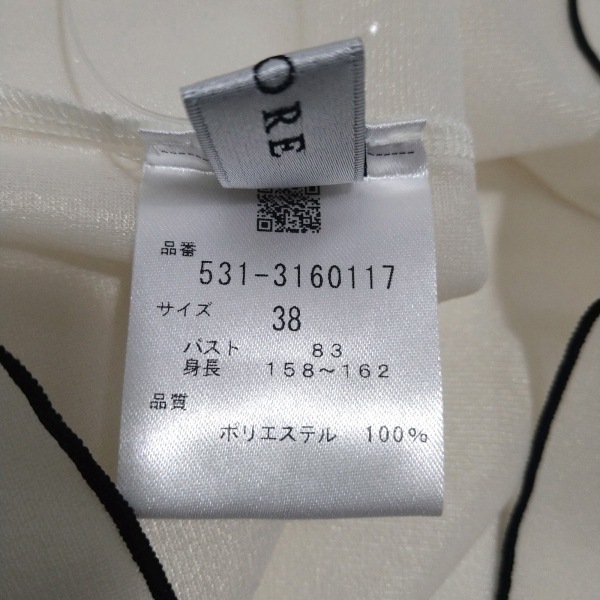 ORE
品番
531-3160117
サイズ
38
バスト 83
身長 158~162
品質
ポリエステル 100%